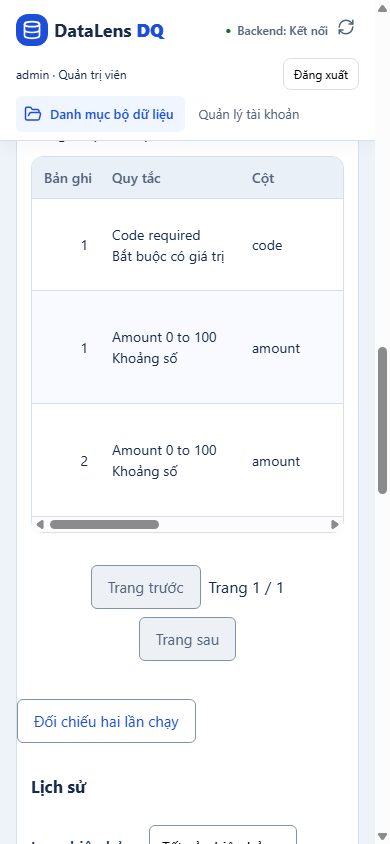 DataLens DQ
Backend: Kết nối
admin · Quản trị viên
Đăng xuất
Danh mục bộ dữ liệu
Quản lý tài khoản
Bản ghi Quy tắc Cột
1 Code required code
Bắt buộc có giá trị
1 Amount 0 to 100 amount
Khoảng số
2 Amount 0 to 100 amount
Khoảng số
Trang trước Trang 1 / 1
Trang sau
Đối chiếu hai lần chạy
Lịch sử